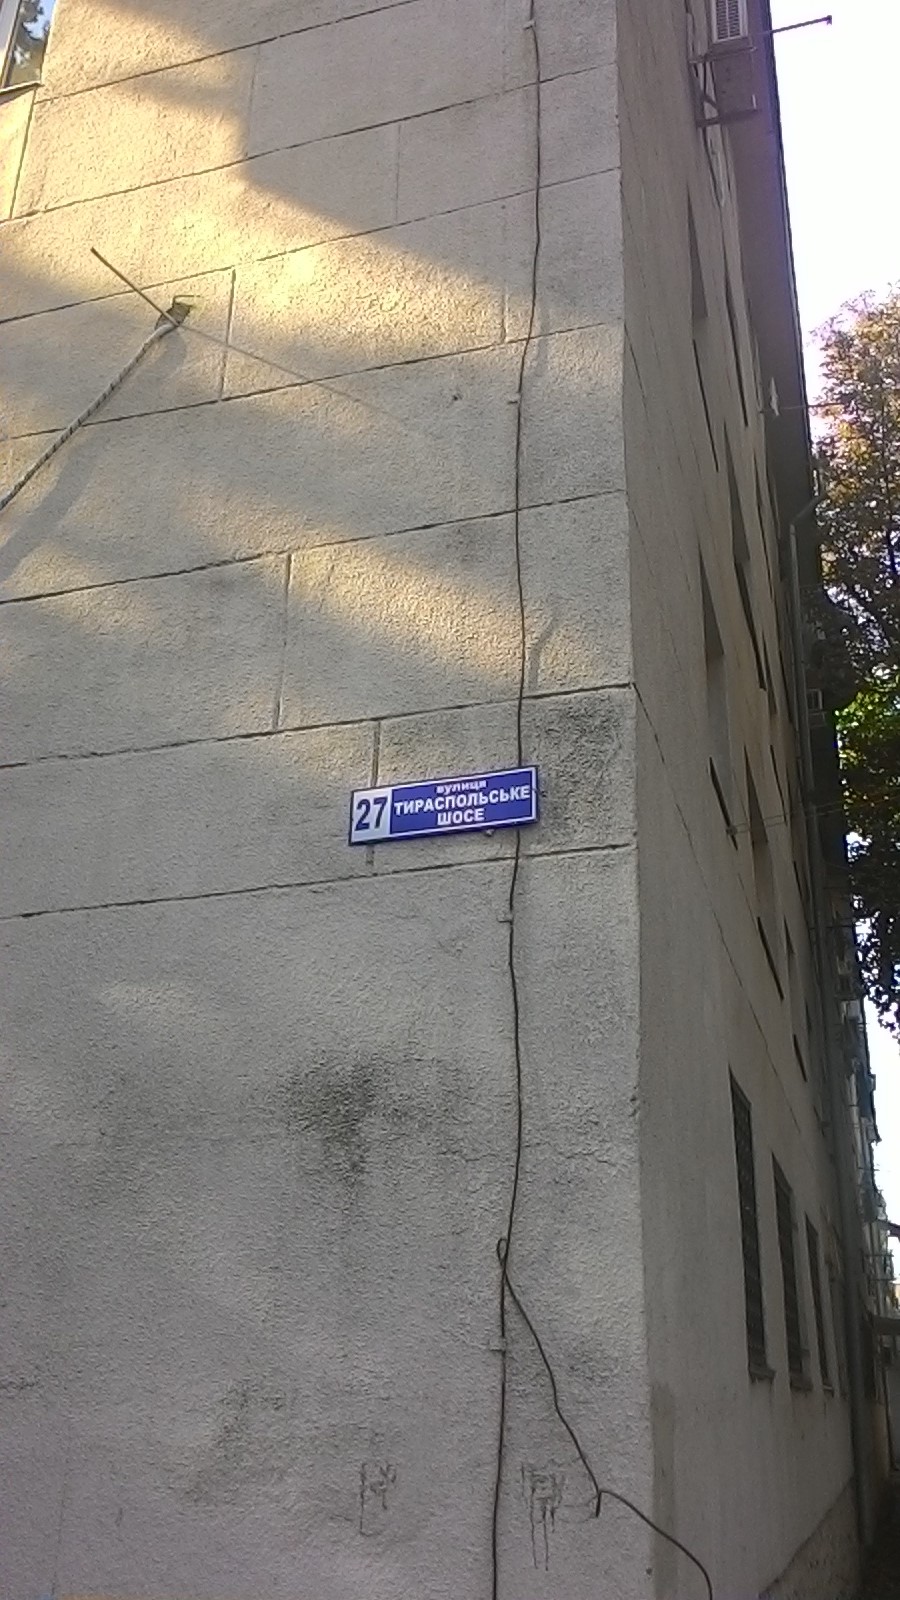 27
вулиця
ТИРАСПОЛЬСЬКЕ
ШОСЕ